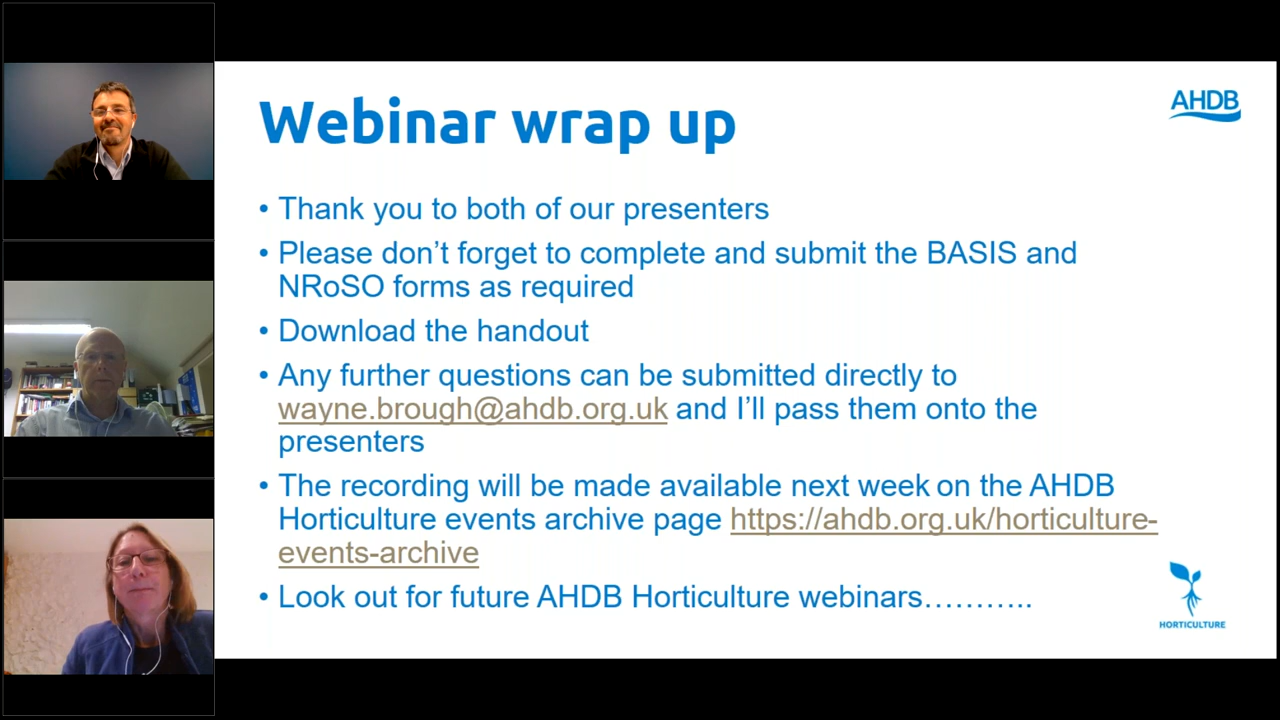 Webinar wrap up
AHDB
• Thank you to both of our presenters
• Please don’t forget to complete and submit the BASIS and
NRoSO forms as required
• Download the handout
• Any further questions can be submitted directly to
wayne.brough@ahdb.org.uk and I’ll pass them onto the
presenters
• The recording will be made available next week on the AHDB
Horticulture events archive page https://ahdb.org.uk/horticulture-
events-archive
• Look out for future AHDB Horticulture webinars………..
HORTICULTURE